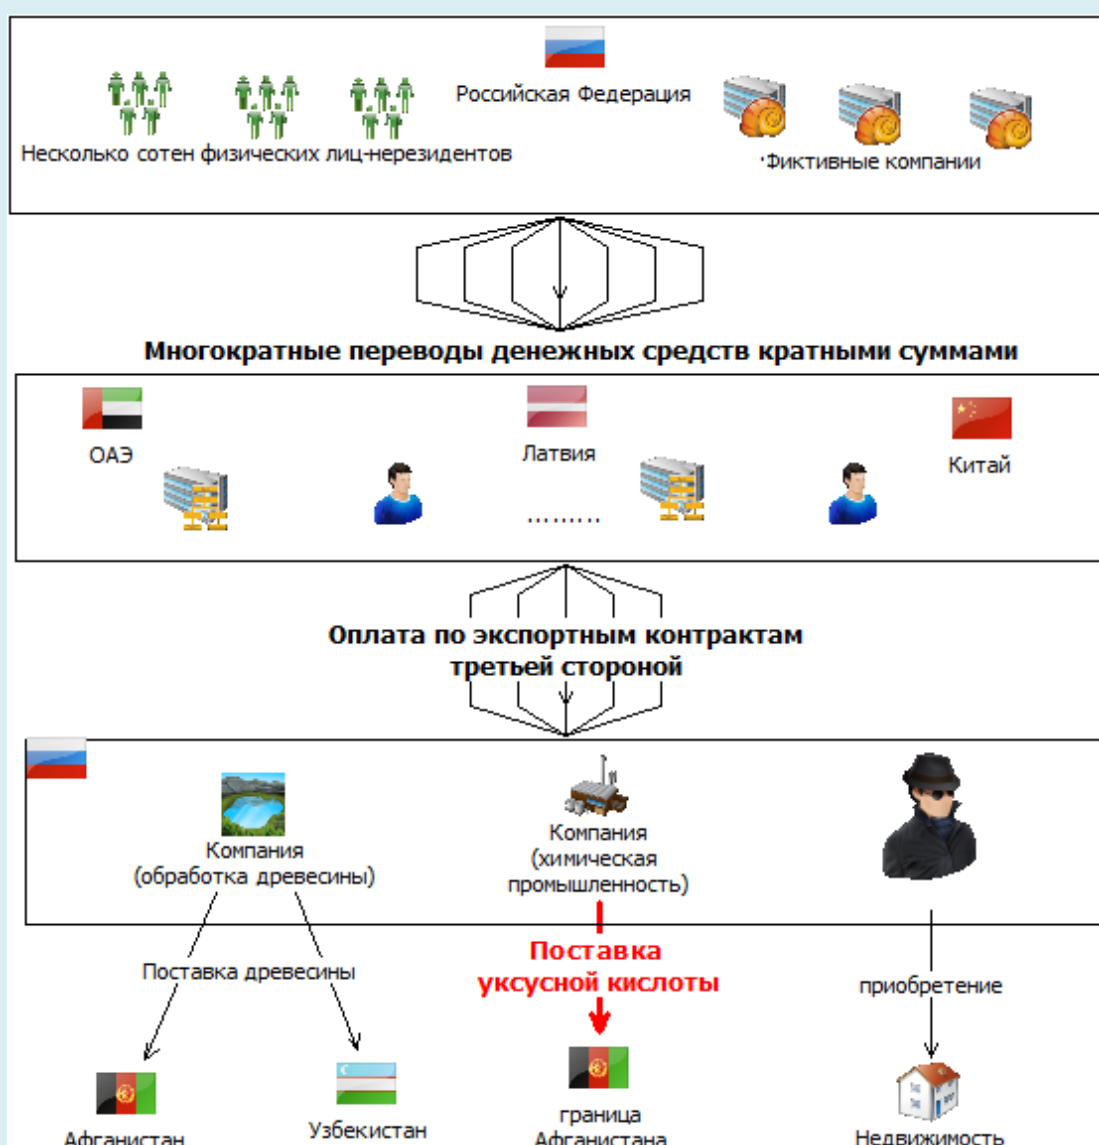 Российская Федерация
Несколько сотен физических лиц-нерезидентов
Фиктивные компании
Многократные переводы денежных средств кратными суммами
ОАЭ
Латвия
Китай
.........
Оплата по экспортным контрактам
третьей стороной
Компания
(обработка древесины)
Компания
(химическая
промышленность)
Поставка древесины
Поставка
уксусной кислоты
приобретение
Афганистан
Узбекистан
граница
Афганистана
Недвижимость